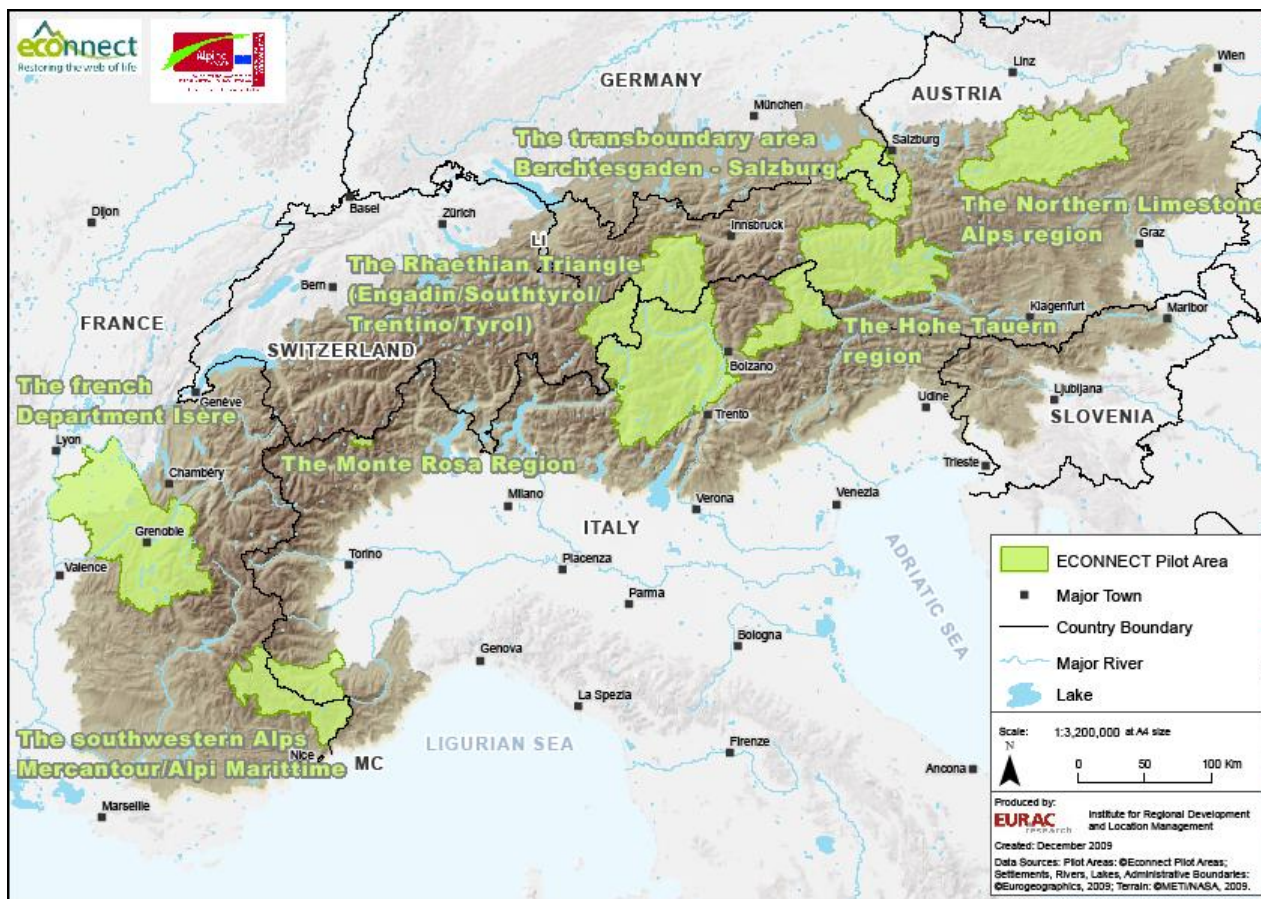 econnect
Restoring the web of life
Alpine
GERMANY
AUSTRIA
Linz
Wien
München
Salzburg
The transboundary area
Berchtesgaden - Salzburg
Dijon
Basel
Zürich
Innsbruck
The Northern Limestone
Alps region
Graz
LI
The Rhaethian Triangle
(Engadin/Southtyrol/
Trentino/Tyrol)
Bern
FRANCE
SWITZERLAND
Klagenfurt
Maribor
The Hohe Tauern
region
Bolzano
The french
Department Isère
Genève
Trento
Udine
Ljubljana
SLOVENIA
Lyon
Chambéry
The Monte Rosa Region
Trieste
Milano
Verona
Venezia
ITALY
Grenoble
Valence
Torino
Piacenza
Parma
ADRIATIC SEA
Bologna
Genova
La Spezia
The southwestern Alps
Mercantour/Alpi Marittime
Nice
MC
LIGURIAN SEA
Firenze
Ancona
Marseille
ECONNECT Pilot Area
Major Town
Country Boundary
Major River
Lake
Scale: 1:3,200,000 at A4 size
N
0 50 100 Km
Produced by:
EURAC
research
Institute for Regional Development
and Location Management
Created: December 2009
Data Sources: Pilot Areas: ©Econnect Pilot Areas;
Settlements, Rivers, Lakes, Administrative Boundaries:
©Eurogeographics, 2009; Terrain: ©METI/NASA, 2009.